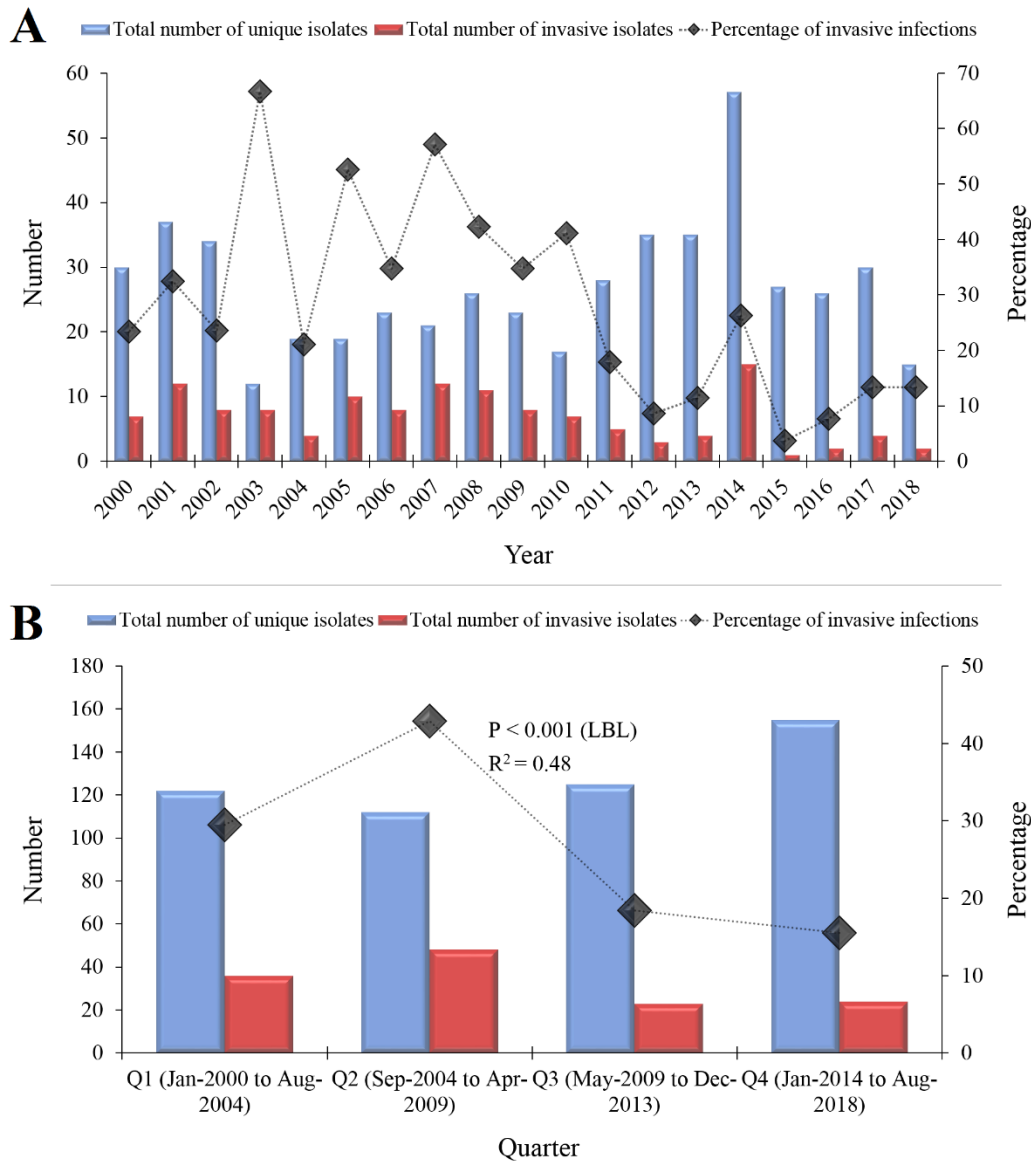 A
Total number of unique isolates Total number of invasive isolates Percentage of invasive infections
60 70
50 60
40 50
30 40
20 30
10 20
0 10
0
Number
Percentage
2000 2001 2002 2003 2004 2005 2006 2007 2008 2009 2010 2011 2012 2013 2014 2015 2016 2017 2018
Year
B
Total number of unique isolates Total number of invasive isolates Percentage of invasive infections
180 50
160
140 40
120
100 30
80
60 20
40 10
20
0 0
Number
Percentage
P < 0.001 (LBL)
R² = 0.48
Q1 (Jan-2000 to Aug- Q2 (Sep-2004 to Apr- Q3 (May-2009 to Dec- Q4 (Jan-2014 to Aug-
2004) 2009) 2013) 2018)
Quarter